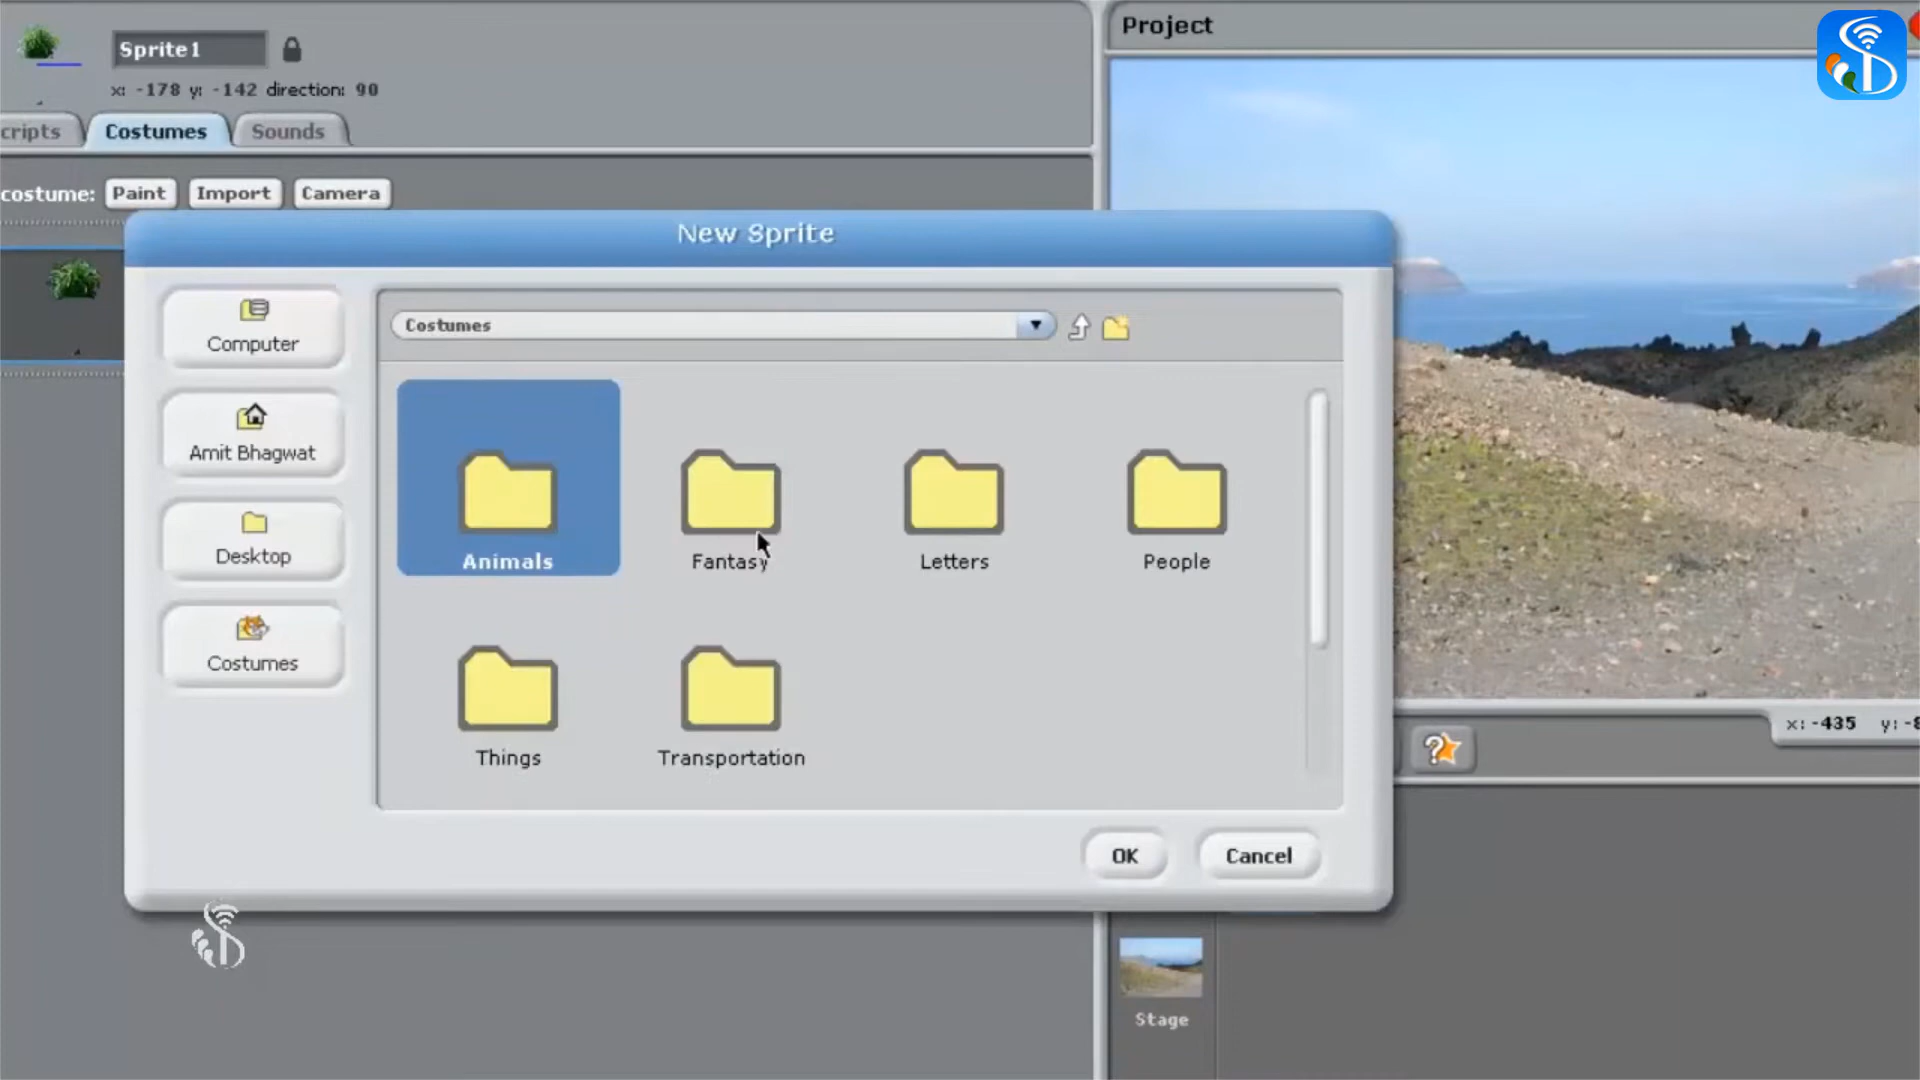 Sprite1
x: -178 y: -142 direction: 90
cripts
Costumes
Sounds
costume:
Paint
Import
Camera
Project
New Sprite
Computer
Amit Bhagwat
Desktop
Costumes
Costumes
Animals
Fantasy
Letters
People
Things
Transportation
OK
Cancel
x: -435 y: -8
Stage